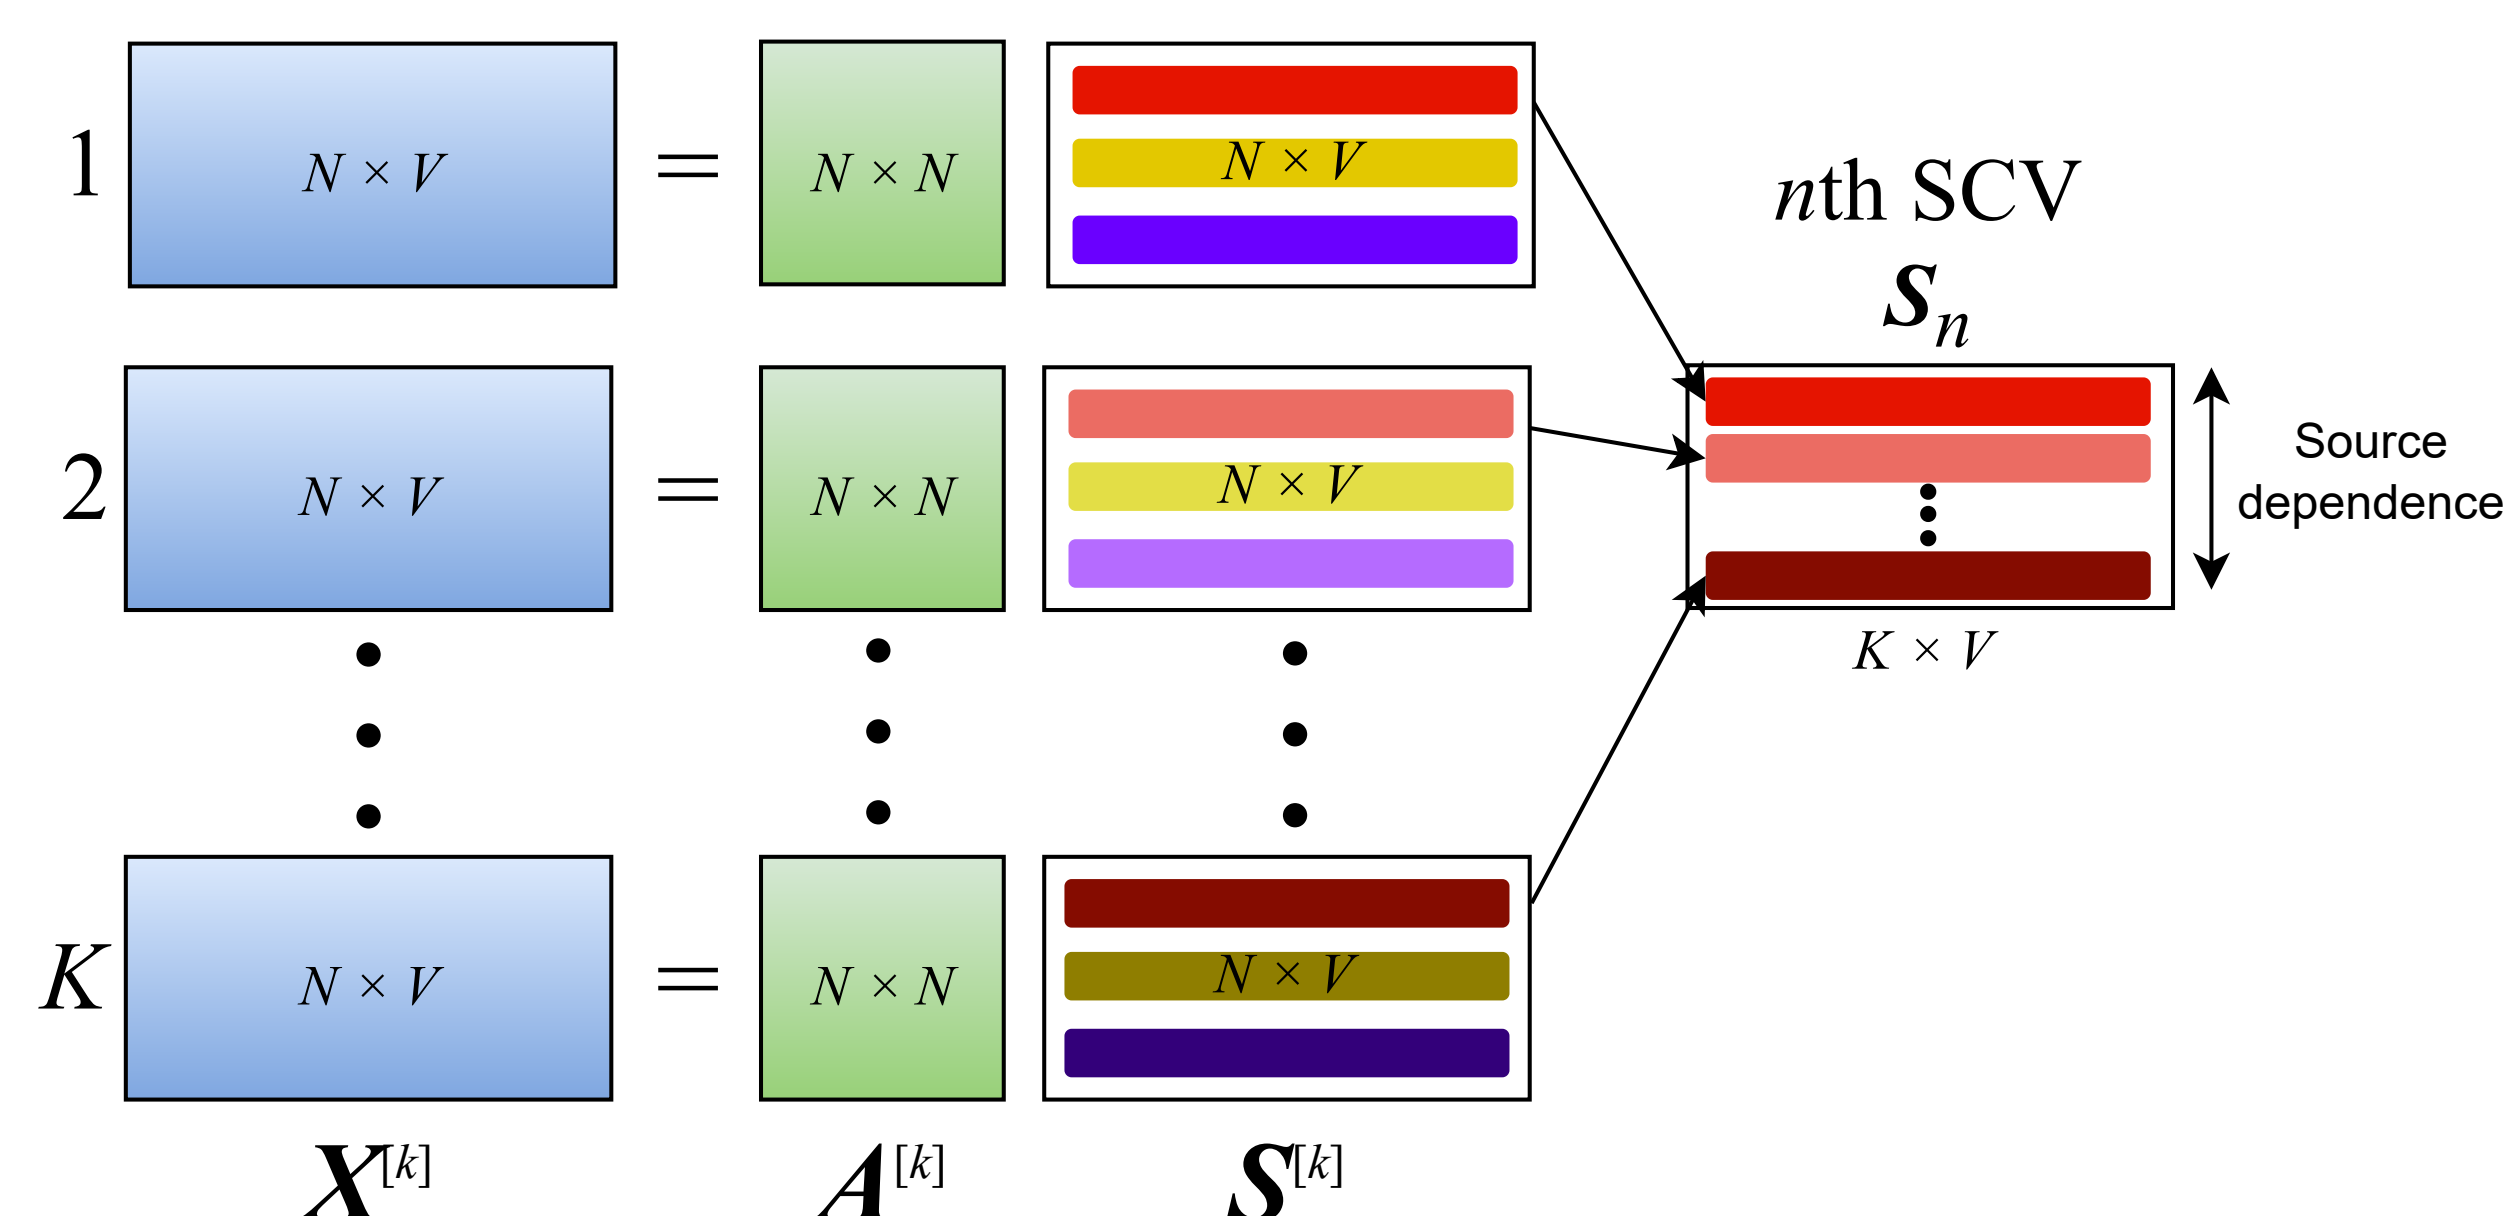 1
N × V
=
N × N
N × V
nth SCV
S_n
2
N × V
=
N × N
N × V
Source
dependence
K × V
K
N × V
=
N × N
N × V
X^[k]
A^[k]
S^[k]